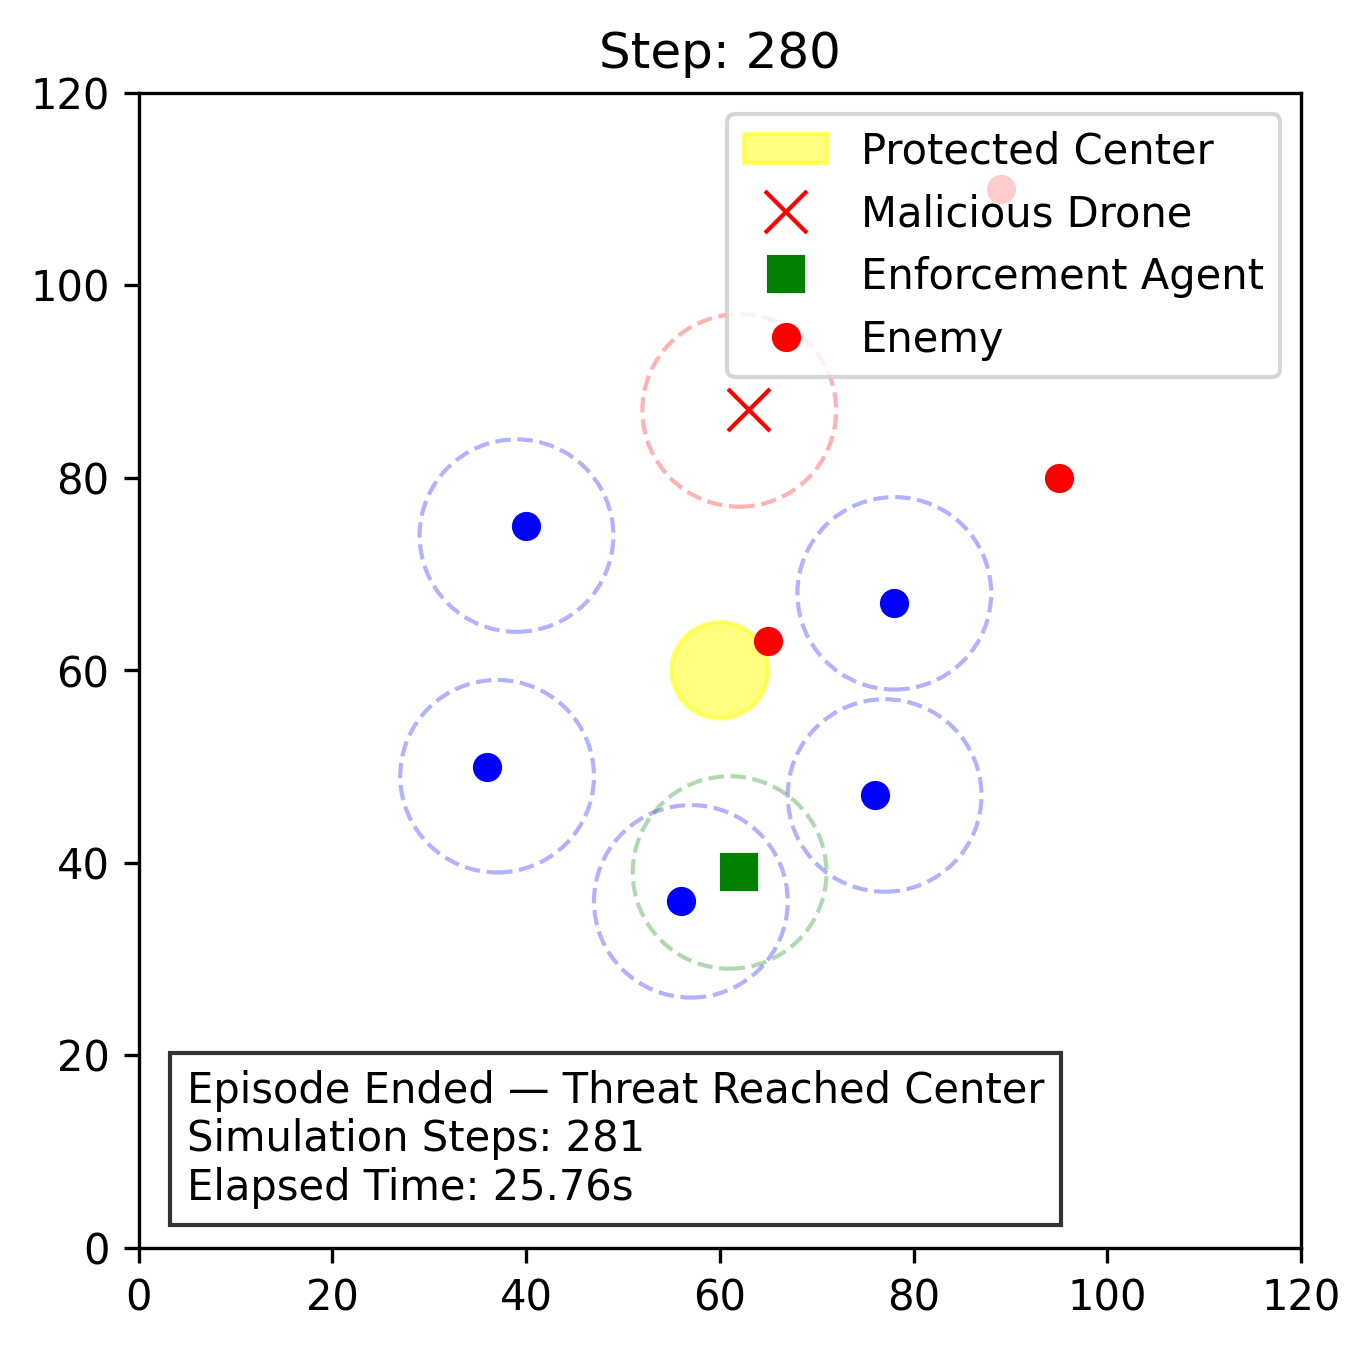 Step: 280
120
100
80
60
40
20
0
0 20 40 60 80 100 120
Protected Center
Malicious Drone
Enforcement Agent
Enemy
Episode Ended — Threat Reached Center
Simulation Steps: 281
Elapsed Time: 25.76s